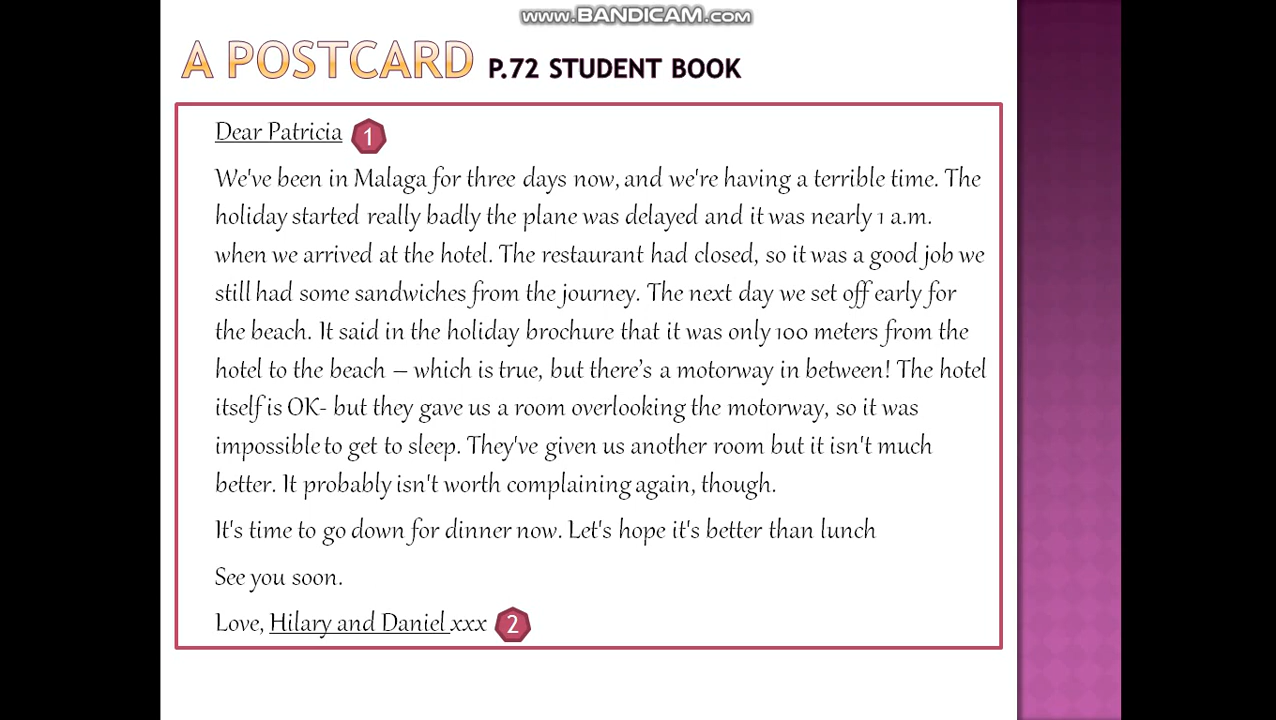 WWW.BANDICAM.COM
A POSTCARD P.72 STUDENT BOOK
Dear Patricia 1
We've been in Malaga for three days now, and we're having a terrible time. The
holiday started really badly the plane was delayed and it was nearly 1 a.m.
when we arrived at the hotel. The restaurant had closed, so it was a good job we
still had some sandwiches from the journey. The next day we set off early for
the beach. It said in the holiday brochure that it was only 100 meters from the
hotel to the beach – which is true, but there's a motorway in between! The hotel
itself is OK- but they gave us a room overlooking the motorway, so it was
impossible to get to sleep. They've given us another room but it isn't much
better. It probably isn't worth complaining again, though.
It's time to go down for dinner now. Let's hope it's better than lunch
See you soon.
Love, Hilary and Daniel xxx 2